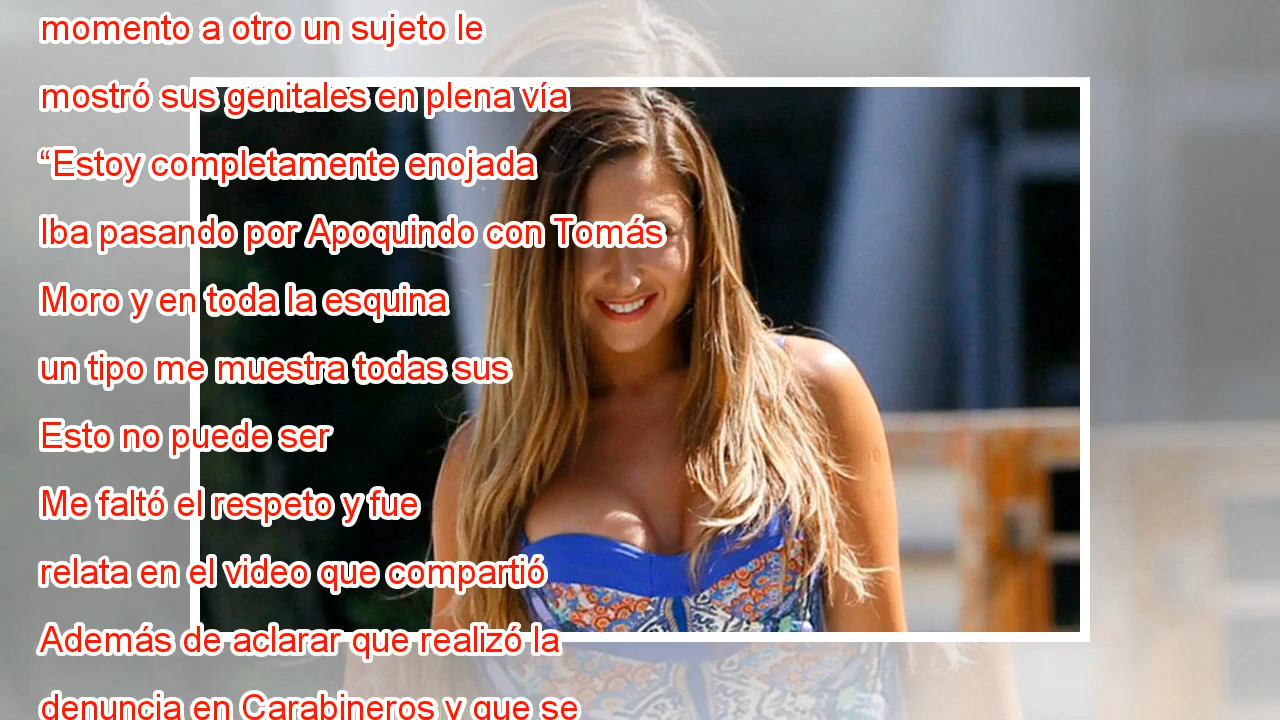 momento a otro un sujeto le
mostró sus genitales en plena vía
“Estoy completamente enojada
Iba pasando por Apoquindo con Tomás
Moro y en toda la esquina
un tipo me muestra todas sus
Esto no puede ser
Me faltó el respeto y fue
relata en el video que compartió
Además de aclarar que realizó la
denuncia en Carabineros y que se